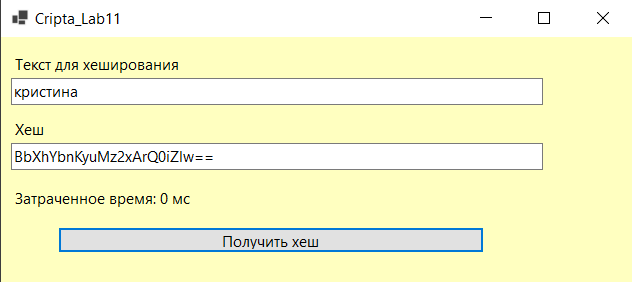 Cripta_Lab11
Текст для хеширования
кристина
Хеш
BbXhYbnKyuMz2xArQ0iZIw==
Затраченное время: 0 мс
Получить хеш